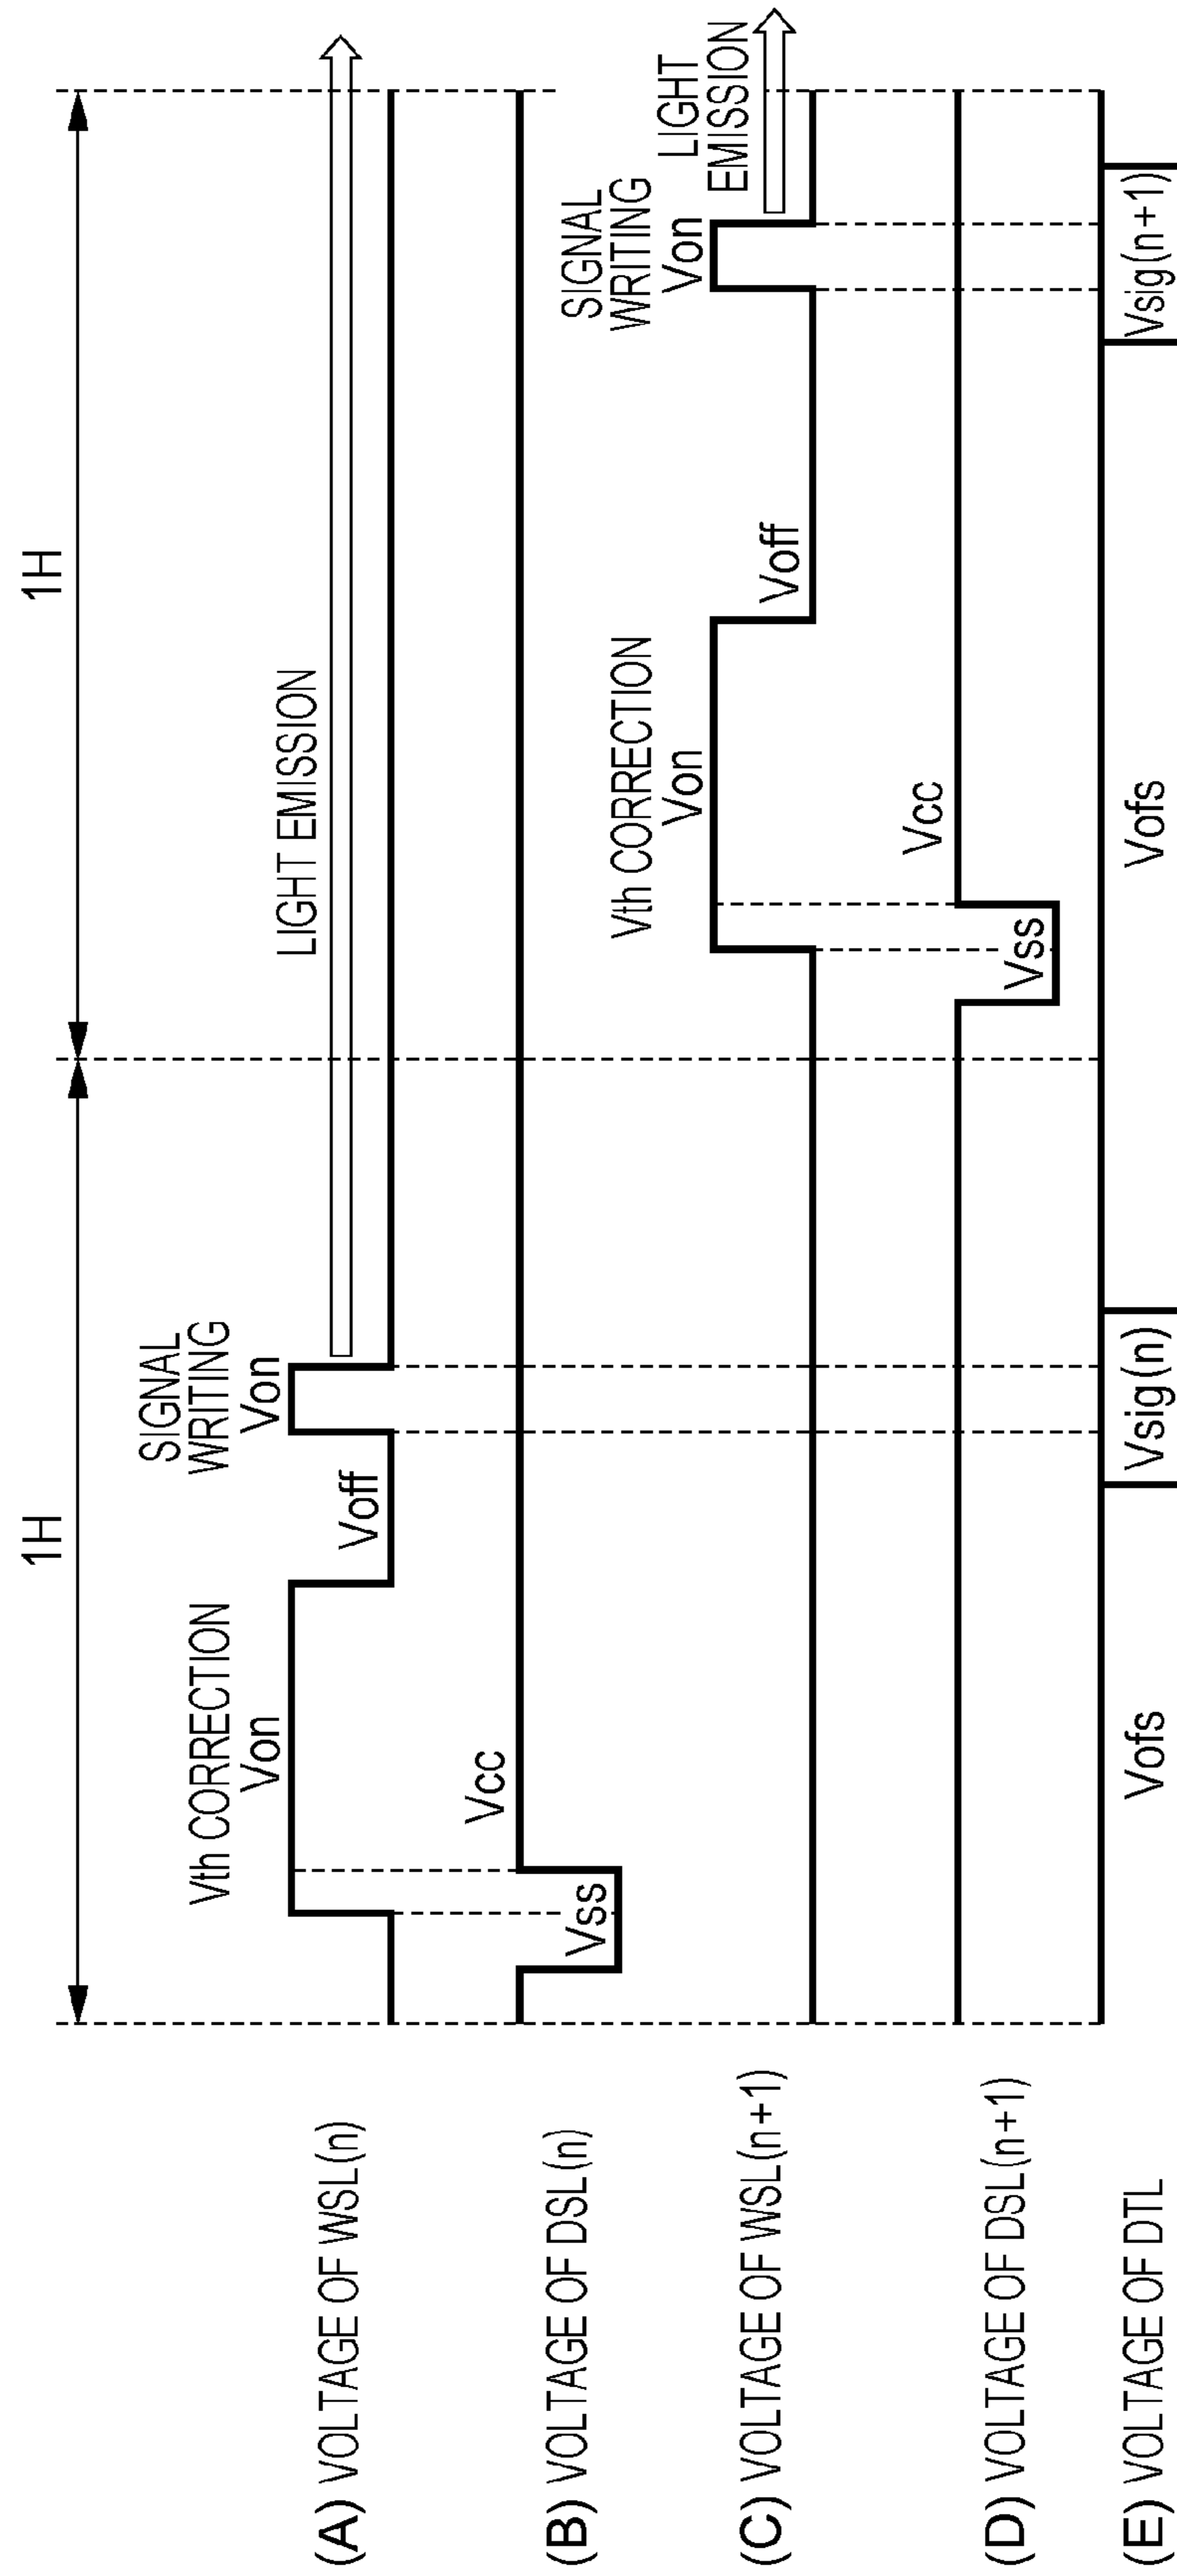 1H
1H
(A) VOLTAGE OF WSL(n)
Vth CORRECTION
Von
Voff
SIGNAL
WRITING
Von
LIGHT EMISSION
(B) VOLTAGE OF DSL(n)
Vss
Vcc
(C) VOLTAGE OF WSL(n+1)
Vth CORRECTION
Von
Voff
SIGNAL
WRITING
Von
LIGHT
EMISSION
(D) VOLTAGE OF DSL(n+1)
Vss
Vcc
(E) VOLTAGE OF DTL
Vofs
Vsig(n)
Vofs
Vsig(n+1)